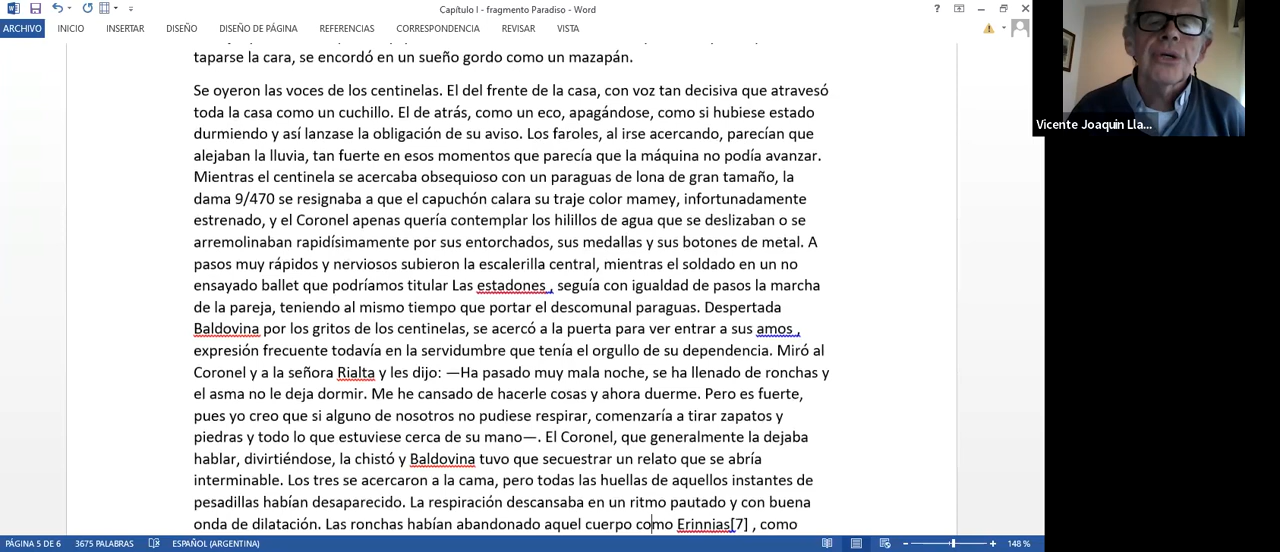 Capítulo I - fragmento Paradiso - Word
ARCHIVO INICIO INSERTAR DISEÑO DISEÑO DE PÁGINA REFERENCIAS CORRESPONDENCIA REVISAR VISTA
Vicente Joaquin Lla...
taparse la cara, se encordó en un sueño gordo como un mazapán.
Se oyeron las voces de los centinelas. El del frente de la casa, con voz tan decisiva que atravesó
toda la casa como un cuchillo. El de atrás, como un eco, apagándose, como si hubiese estado
durmiendo y así lanzase la obligación de su aviso. Los faroles, al irse acercando, parecían que
alejaban la lluvia, tan fuerte en esos momentos que parecía que la máquina no podía avanzar.
Mientras el centinela se acercaba obsequioso con un paraguas de lona de gran tamaño, la
dama 9/470 se resignaba a que el capuchón calara su traje color mamey, infortunadamente
estrenado, y el Coronel apenas quería contemplar los hilillos de agua que se deslizaban o se
arremolinaban rapidísimamente por sus entorchados, sus medallas y sus botones de metal. A
pasos muy rápidos y nerviosos subieron la escalerilla central, mientras el soldado en un no
ensayado ballet que podríamos titular Las estadones , seguía con igualdad de pasos la marcha
de la pareja, teniendo al mismo tiempo que portar el descomunal paraguas. Despertada
Baldovina por los gritos de los centinelas, se acercó a la puerta para ver entrar a sus amos ,
expresión frecuente todavía en la servidumbre que tenía el orgullo de su dependencia. Miró al
Coronel y a la señora Rialta y les dijo: —Ha pasado muy mala noche, se ha llenado de ronchas y
el asma no le deja dormir. Me he cansado de hacerle cosas y ahora duerme. Pero es fuerte,
pues yo creo que si alguno de nosotros no pudiese respirar, comenzaría a tirar zapatos y
piedras y todo lo que estuviese cerca de su mano—. El Coronel, que generalmente la dejaba
hablar, divirtiéndose, la chistó y Baldovina tuvo que secuestrar un relato que se abría
interminable. Los tres se acercaron a la cama, pero todas las huellas de aquellos instantes de
pesadillas habían desaparecido. La respiración descansaba en un ritmo pautado y con buena
onda de dilatación. Las ronchas habían abandonado aquel cuerpo como Erinnias[7] , como
PÁGINA 5 DE 6 3675 PALABRAS ESPAÑOL (ARGENTINA) 148 %